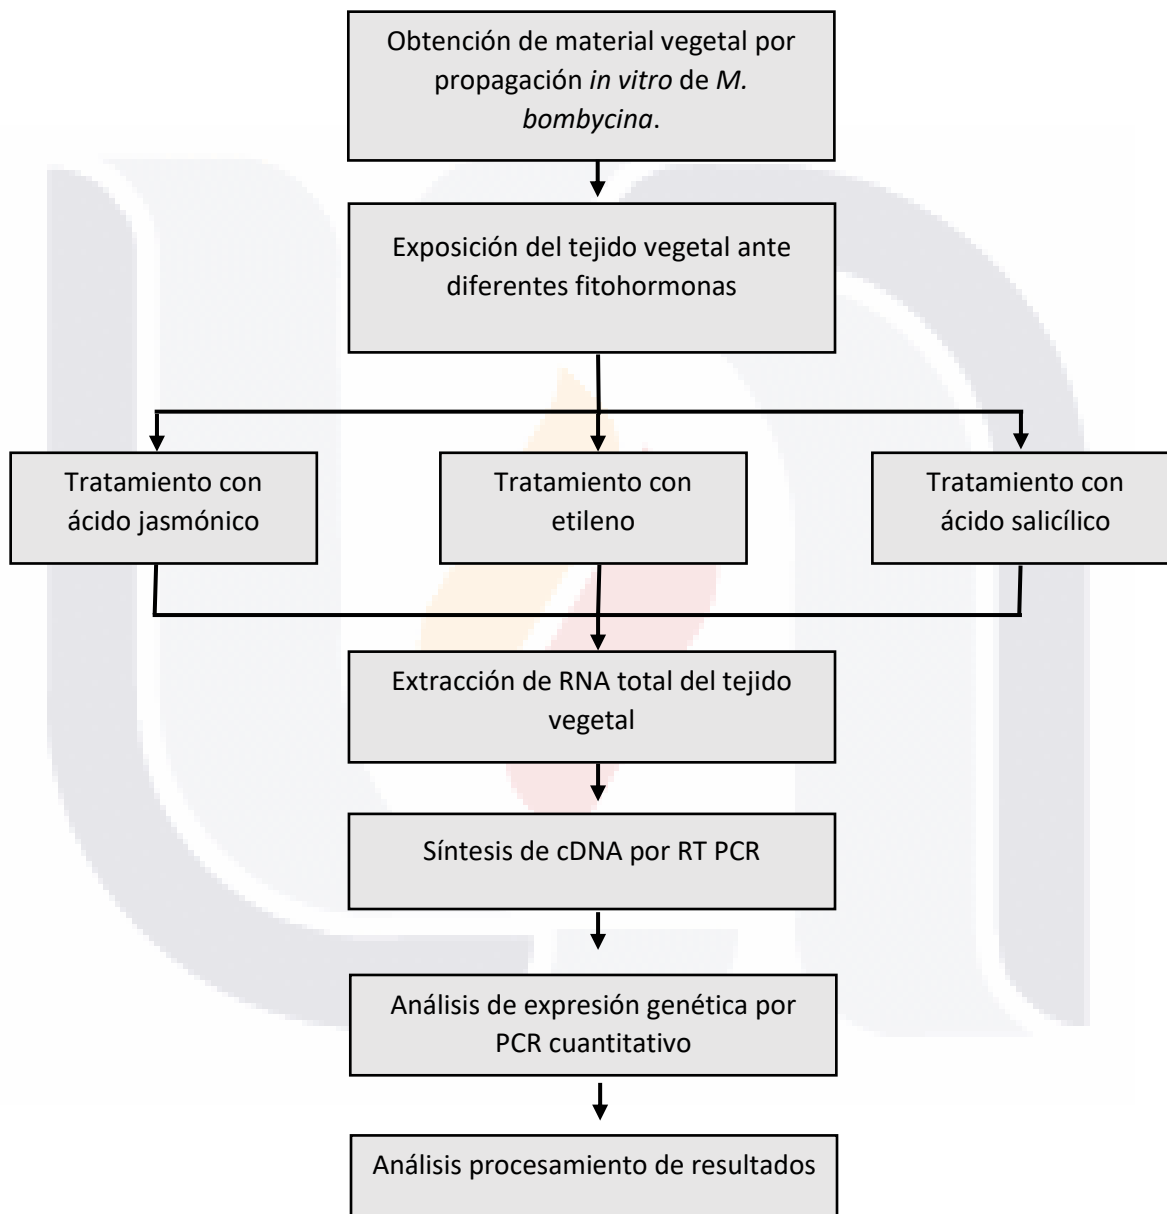 Obtención de material vegetal por
propagación in vitro de M.
bombycina.
Exposición del tejido vegetal ante
diferentes fitohormonas
Tratamiento con
ácido jasmónico
Tratamiento con
etileno
Tratamiento con
ácido salicílico
Extracción de RNA total del tejido
vegetal
Síntesis de cDNA por RT PCR
Análisis de expresión genética por
PCR cuantitativo
Análisis procesamiento de resultados